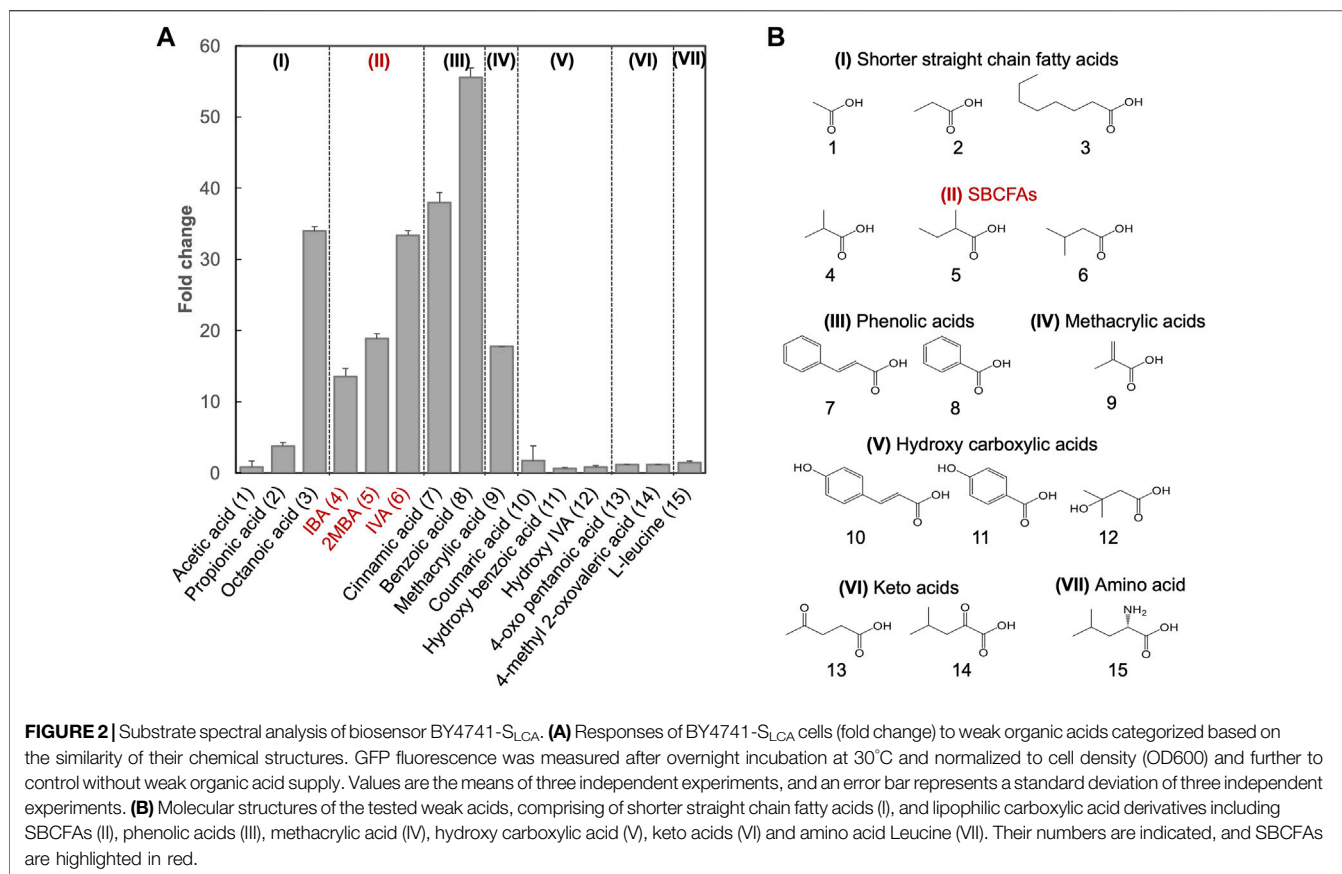 A
60
50
40
30
20
10
0
Fold change
(I)
(II)
(III)
(IV)
(V)
(VI)
(VII)
Acetic acid (1)
Propionic acid (2)
Octanoic acid (3)
IBA (4)
2MBA (5)
IVA (6)
Cinnamic acid (7)
Benzoic acid (8)
Methacrylic acid (9)
Coumaric acid (10)
Hydroxy benzoic acid (11)
Hydroxy IVA (12)
4-oxo pentanoic acid (13)
4-methyl 2-oxovaleric acid (14)
L-leucine (15)
B
(I) Shorter straight chain fatty acids
OH
O
1
OH
O
2
OH
O
3
(II) SBCFAs
OH
O
4
OH
O
5
OH
O
6
(III) Phenolic acids
OH
O
7
OH
O
8
(IV) Methacrylic acids
OH
O
9
(V) Hydroxy carboxylic acids
HO
OH
O
10
HO
OH
O
11
HO
OH
O
12
(VI) Keto acids
O
OH
O
13
O
OH
O
14
(VII) Amino acid
NH2
OH
O
15
FIGURE 2 | Substrate spectral analysis of biosensor BY4741-SLCA. (A) Responses of BY4741-SLCA cells (fold change) to weak organic acids categorized based on
the similarity of their chemical structures. GFP fluorescence was measured after overnight incubation at 30°C and normalized to cell density (OD600) and further to
control without weak organic acid supply. Values are the means of three independent experiments, and an error bar represents a standard deviation of three independent
experiments. (B) Molecular structures of the tested weak acids, comprising of shorter straight chain fatty acids (I), and lipophilic carboxylic acid derivatives including
SBCFAs (II), phenolic acids (III), methacrylic acid (IV), hydroxy carboxylic acid (V), keto acids (VI) and amino acid Leucine (VII). Their numbers are indicated, and SBCFAs
are highlighted in red.